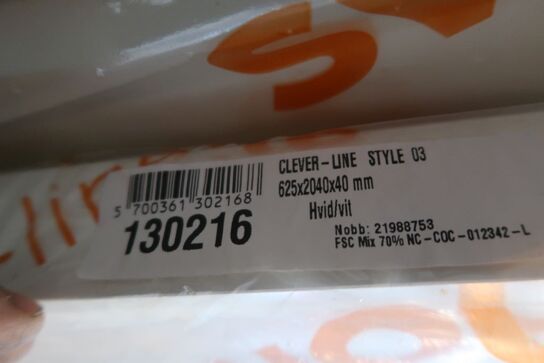 CLEVER-LINE STYLE 03
625x2040x40 mm
Hvid/vit
5 700361 302168
130216
Nobb: 21988753
FSC Mix 70% NC-COC-012342-L